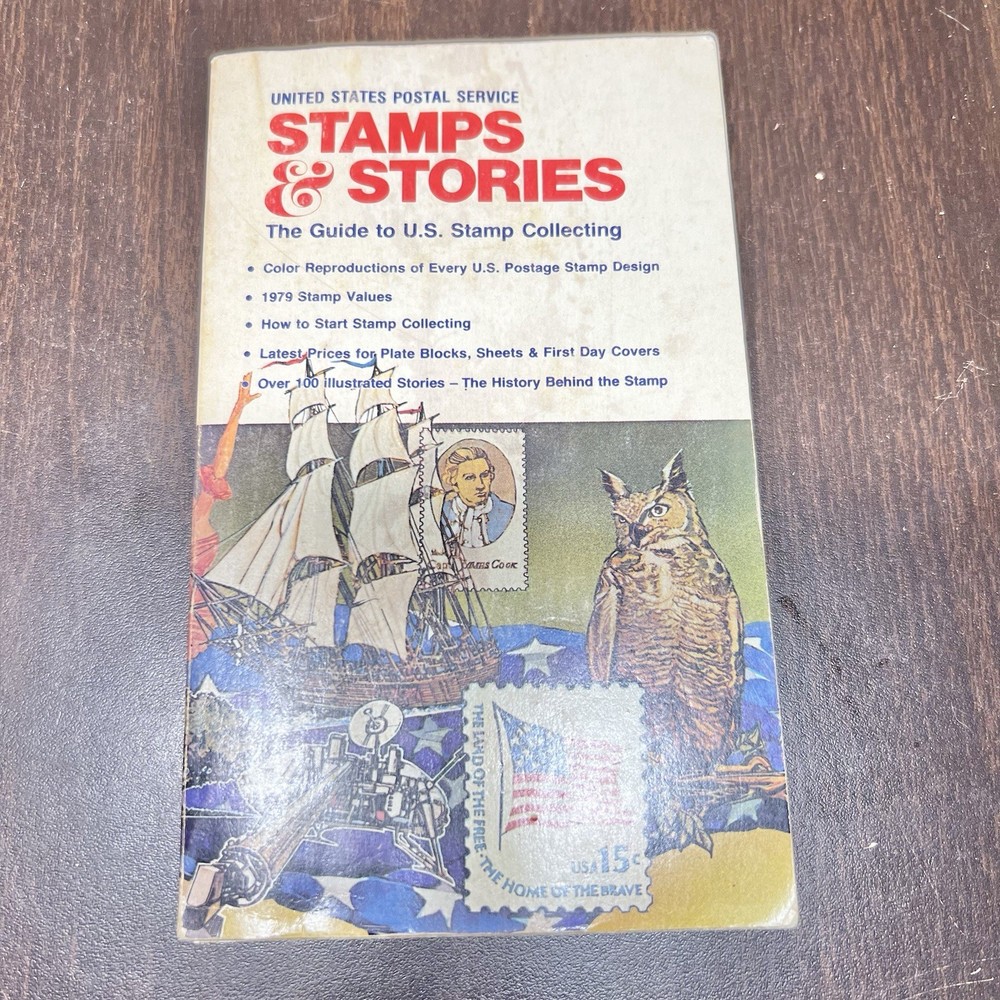 UNITED STATES POSTAL SERVICE
STAMPS
& STORIES
The Guide to U.S. Stamp Collecting
• Color Reproductions of Every U.S. Postage Stamp Design
• 1979 Stamp Values
• How to Start Stamp Collecting
• Latest Prices for Plate Blocks, Sheets & First Day Covers
• Over 100 illustrated Stories – The History Behind the Stamp
JAMES COOK
THE LAND OF THE FREE · THE HOME OF THE BRAVE
USA 15c